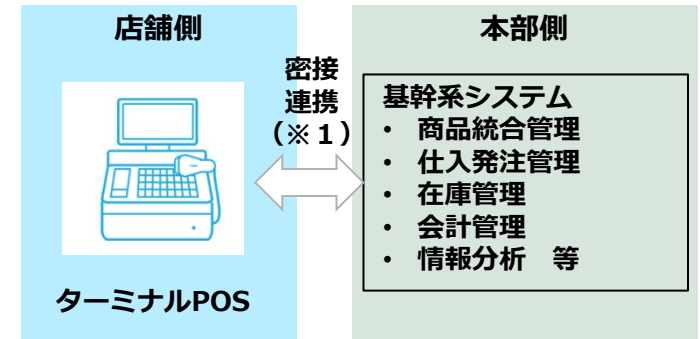 店舗側
ターミナルPOS
密接
連携
（※１）
本部側
基幹系システム
• 商品統合管理
• 仕入発注管理
• 在庫管理
• 会計管理
• 情報分析　等